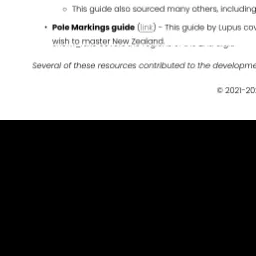 ○ This guide also sourced many others, including
• Pole Markings guide (link) - This guide by Lupus cov
wish to master New Zealand.
Several of these resources contributed to the developme
© 2021-20